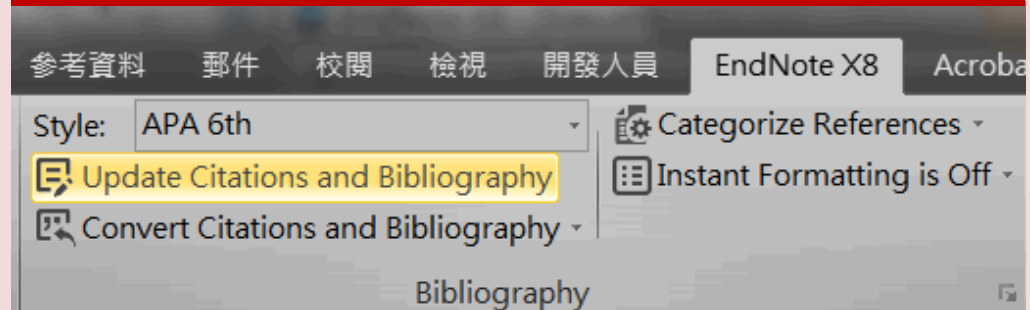 參考資料 郵件 校閱 檢視 開發人員 EndNote X8 Acroba
Style: APA 6th Categorize References
Update Citations and Bibliography Instant Formatting is Off
Convert Citations and Bibliography
Bibliography